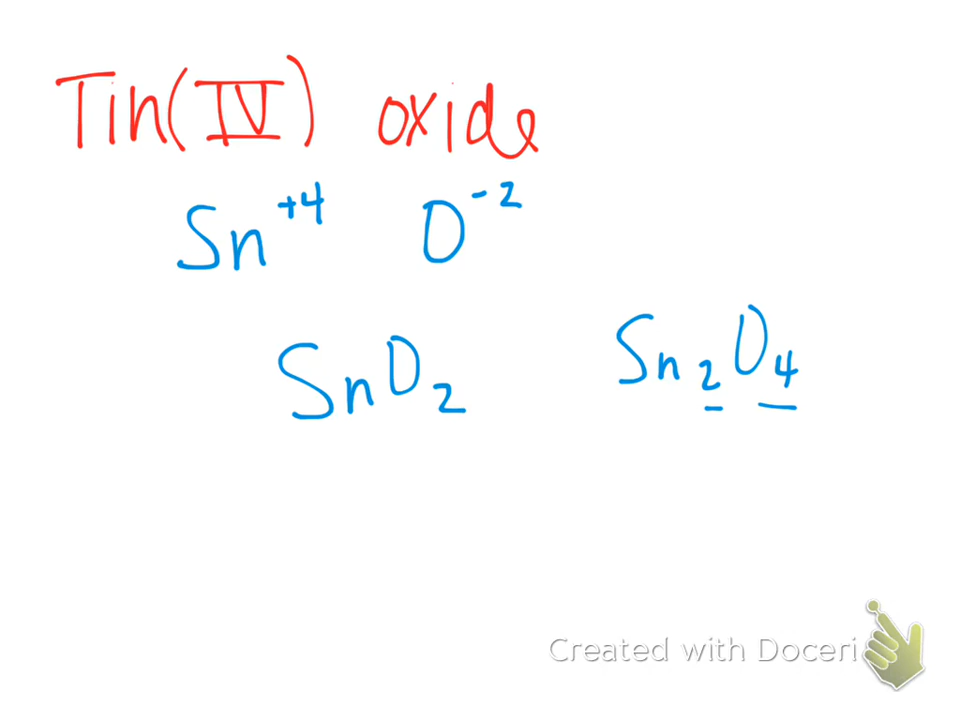 Tin(IV) oxide
Sn⁺⁴ O⁻²
SnO₂ Sn₂O₄
Created with Doceri